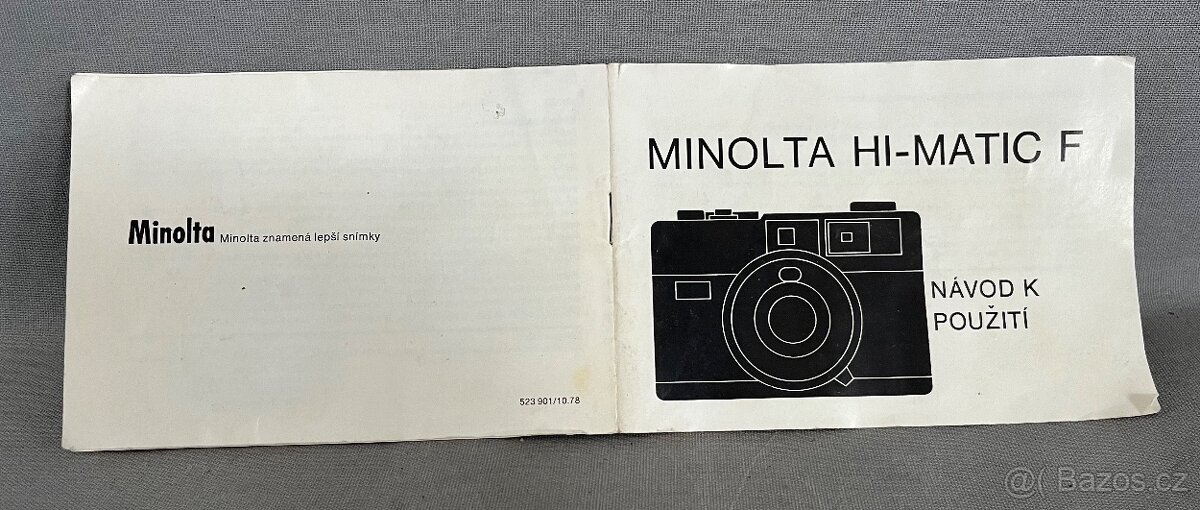 Minolta Minolta znamená lepší snímky
523 901/10.78
MINOLTA HI-MATIC F
NÁVOD K
POUŽITÍ
@( Bazos.cz